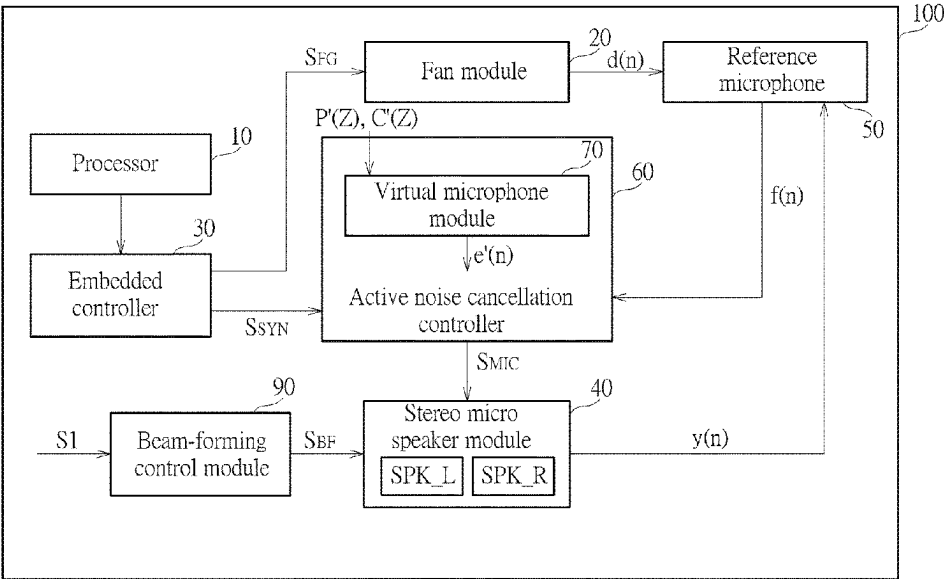 100
20
SFG
Fan module
d(n)
Reference
microphone
50
P'(Z), C'(Z)
10
Processor
70
60
Virtual microphone
module
f(n)
e'(n)
30
Embedded
controller
SSYN
Active noise cancellation
controller
SMIC
90
40
S1
Beam-forming
control module
SBF
Stereo micro
speaker module
SPK_L
SPK_R
y(n)